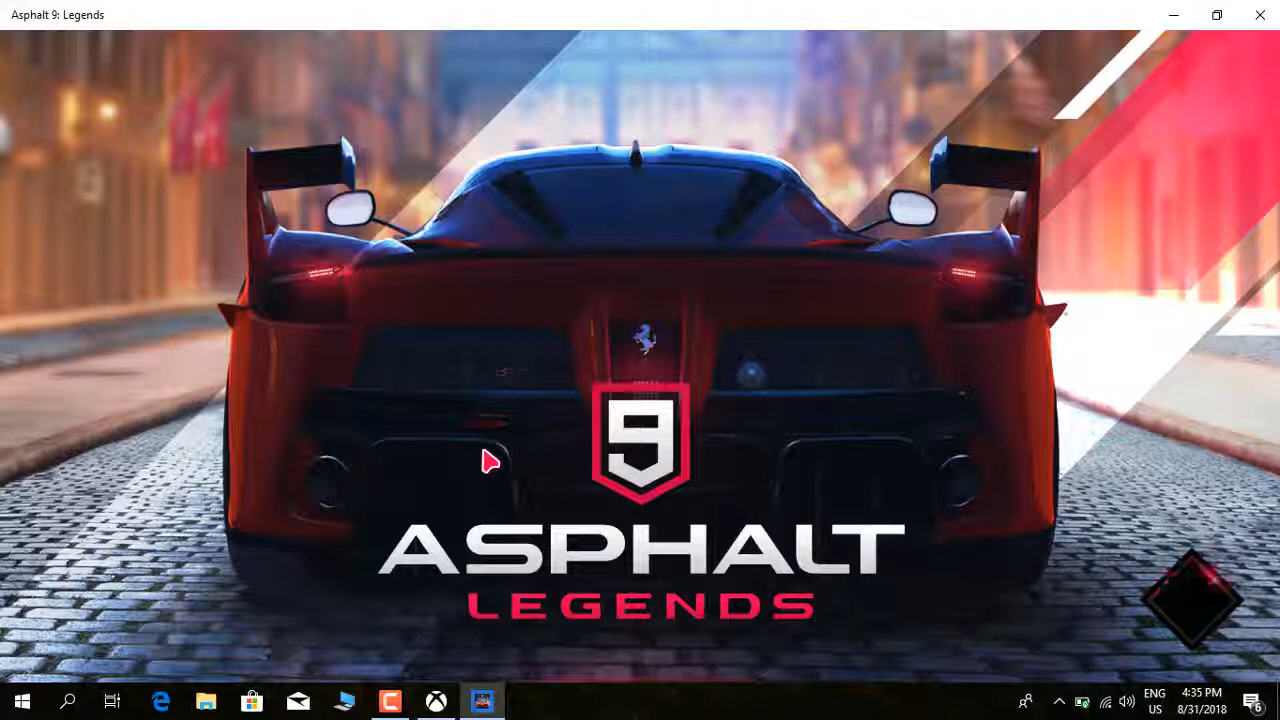 Asphalt 9: Legends
9
ASPHALT
LEGENDS
ENG
US
4:35 PM
8/31/2018
6